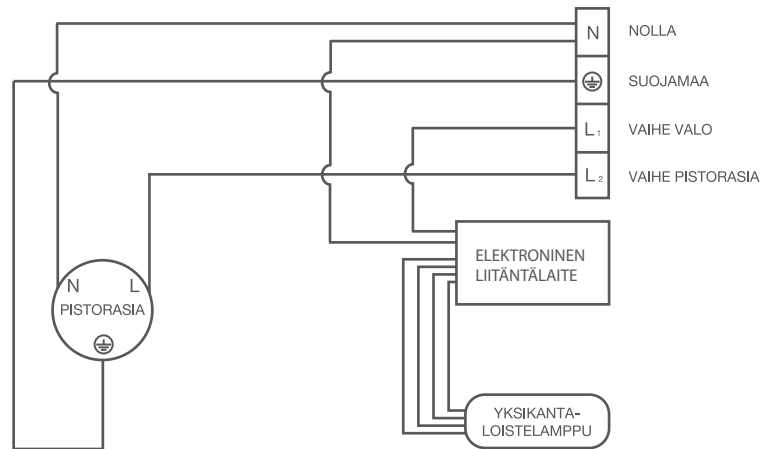 N NOLLA
SUOJAMAA
L1 VAIHE VALO
L2 VAIHE PISTORASIA
ELEKTRONINEN
LIITÄNTÄLAITE
N L
PISTORASIA
YKSIKANTA-
LOISTELAMPPU